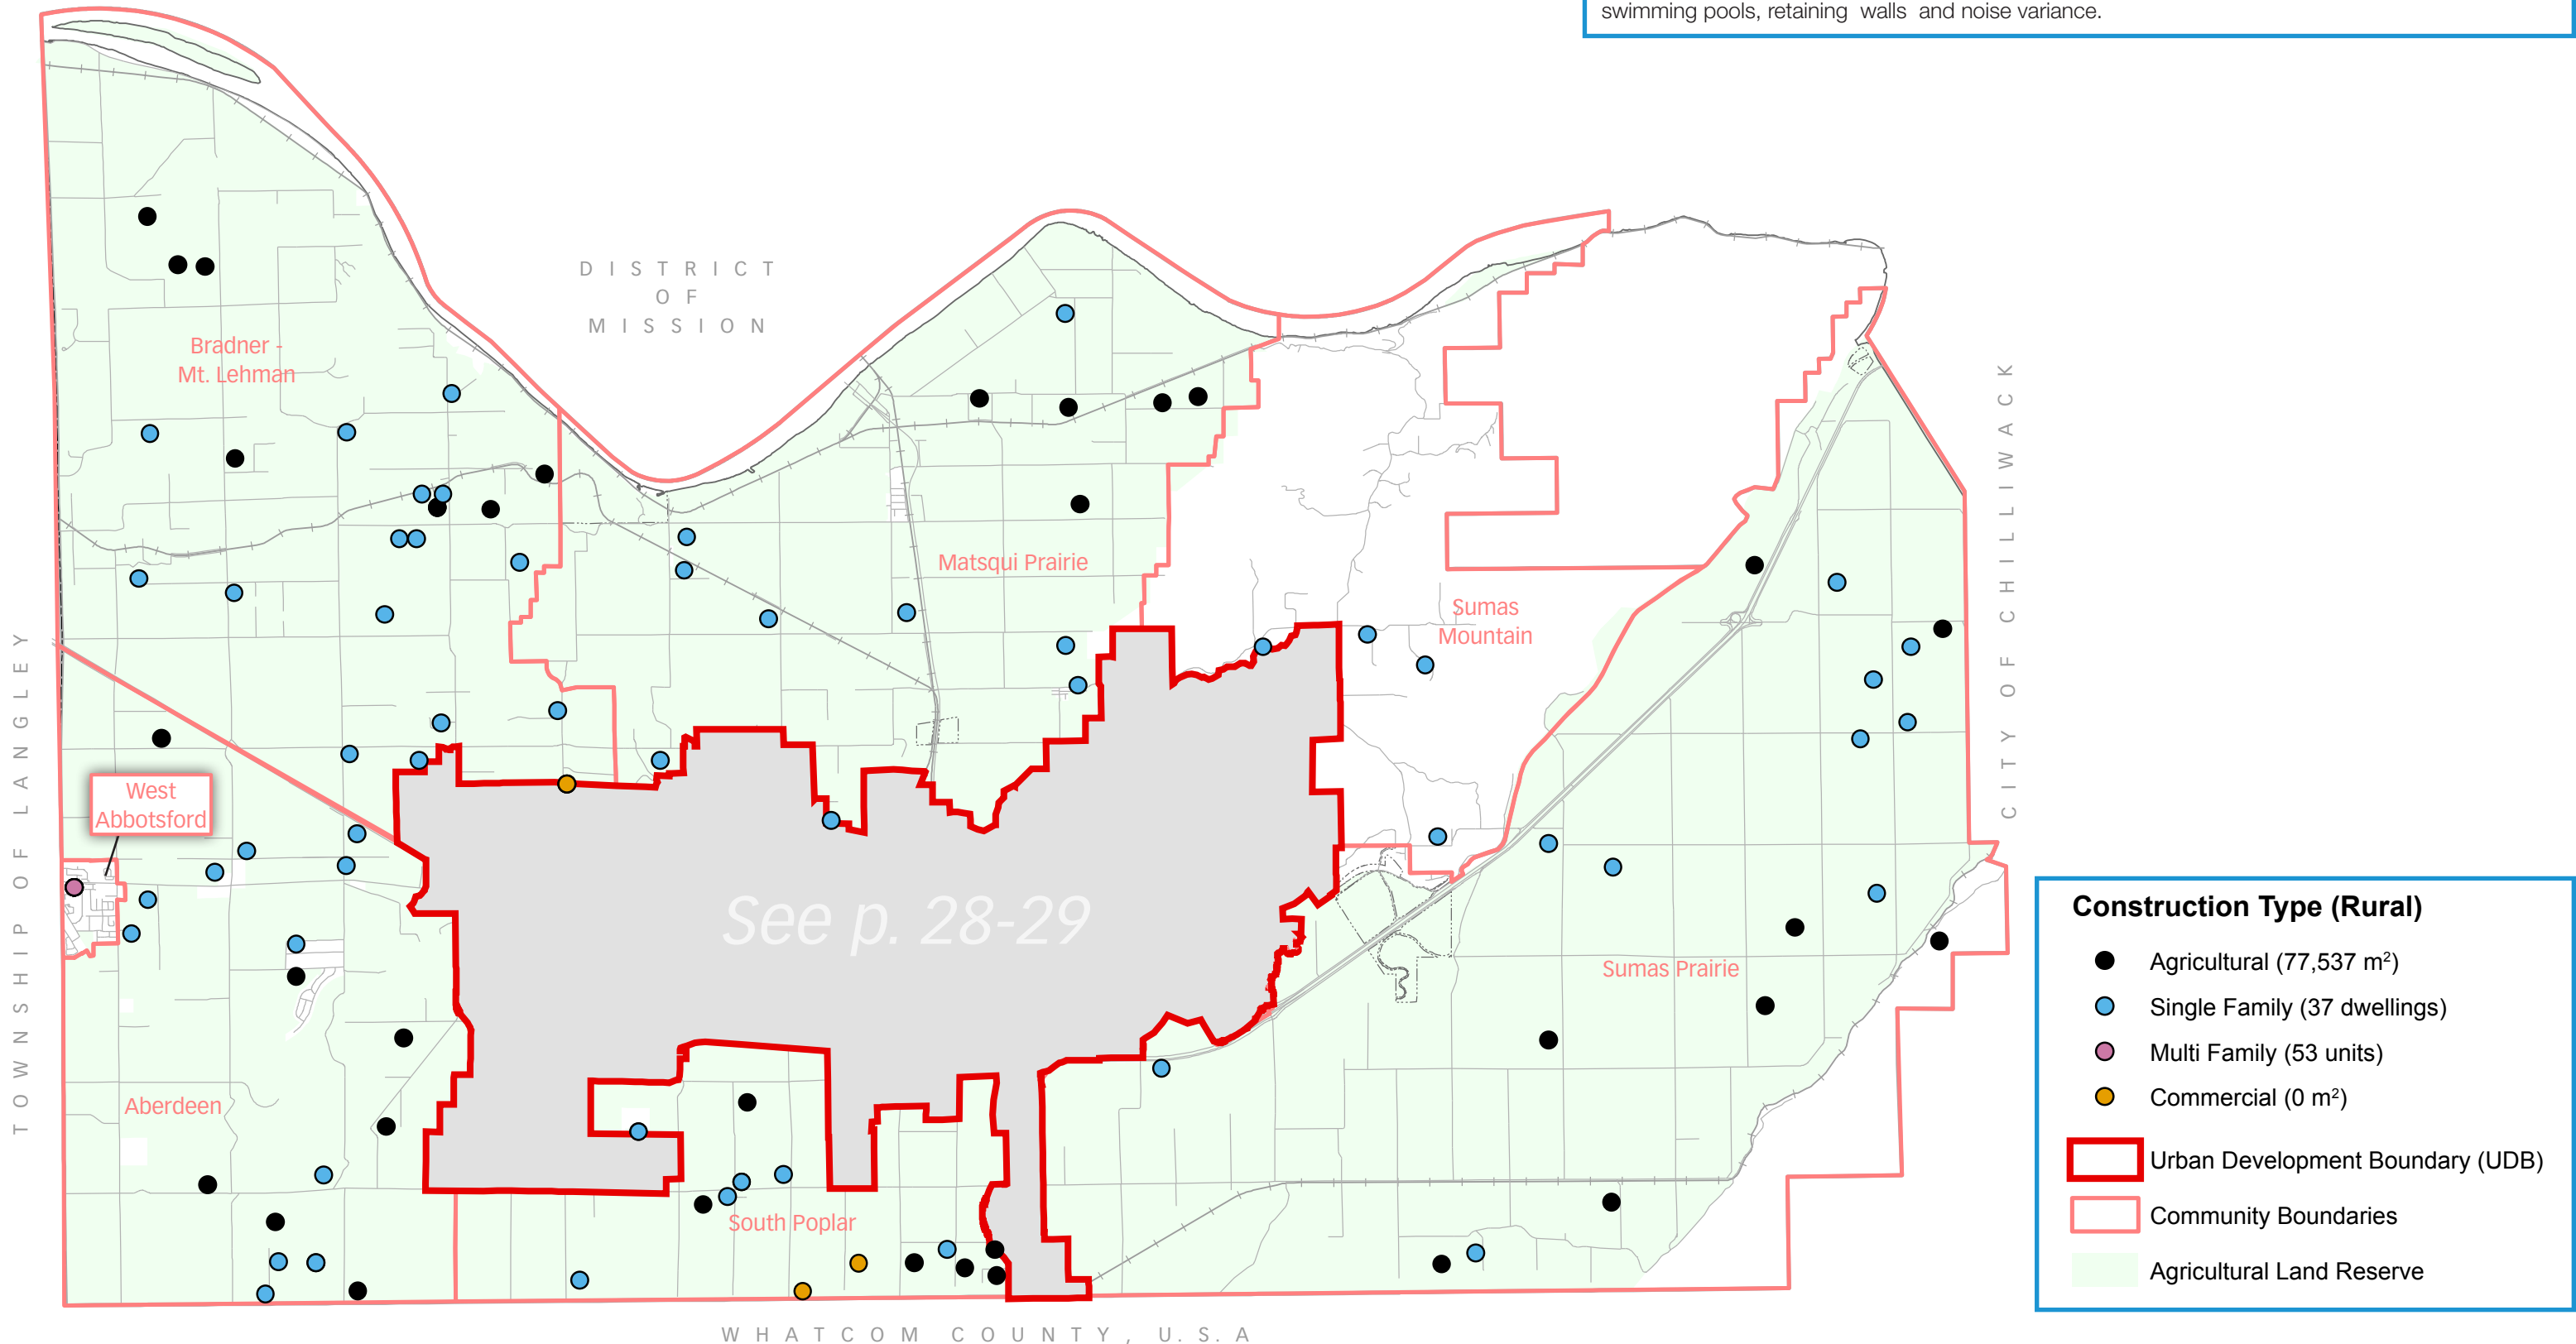 swimming pools, retaining walls and noise variance.
DISTRICT
OF
MISSION
Bradner -
Mt. Lehman
Matsqui Prairie
Sumas
Mountain
CITY OF CHILLIWACK
TOWNSHIP OF LANGLEY
West
Abbotsford
See p. 28-29
Sumas Prairie
Aberdeen
South Poplar
WHATCOM COUNTY, U.S.A
Construction Type (Rural)
Agricultural (77,537 m²)
Single Family (37 dwellings)
Multi Family (53 units)
Commercial (0 m²)
Urban Development Boundary (UDB)
Community Boundaries
Agricultural Land Reserve